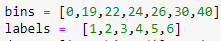 bins = [0,19,22,24,26,30,40]
labels =  [1,2,3,4,5,6]